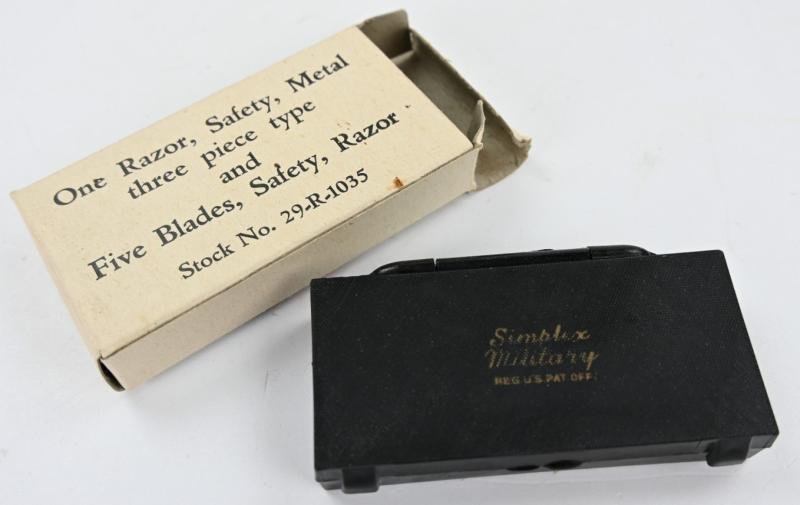 One Razor, Safety, Metal
three piece type
and
Five Blades, Safety, Razor
Stock No. 29-R-1035
Simplex
Military
REG U.S. PAT OFF.